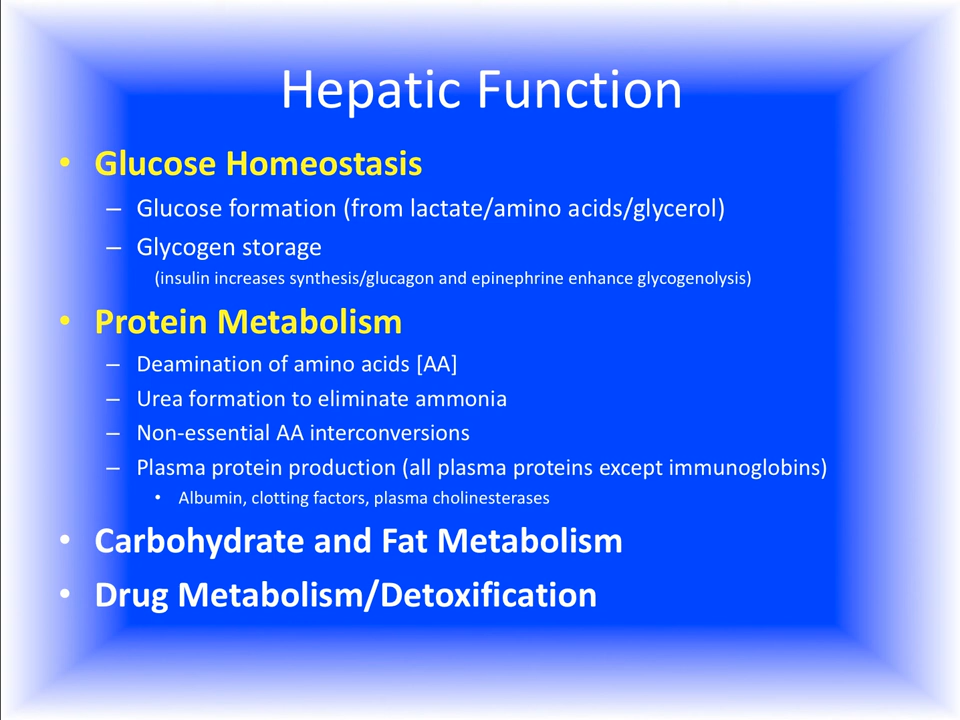 Hepatic Function
• Glucose Homeostasis
– Glucose formation (from lactate/amino acids/glycerol)
– Glycogen storage
(insulin increases synthesis/glucagon and epinephrine enhance glycogenolysis)
• Protein Metabolism
– Deamination of amino acids [AA]
– Urea formation to eliminate ammonia
– Non-essential AA interconversions
– Plasma protein production (all plasma proteins except immunoglobins)
• Albumin, clotting factors, plasma cholinesterases
• Carbohydrate and Fat Metabolism
• Drug Metabolism/Detoxification